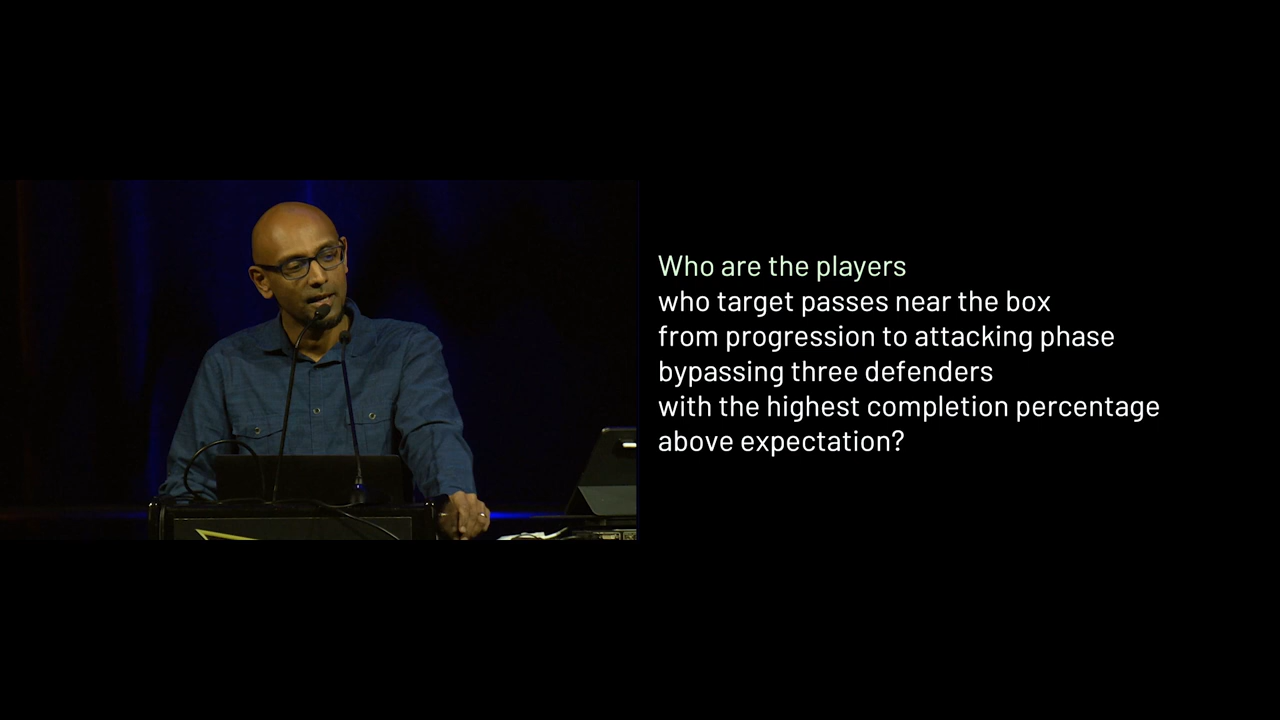 Who are the players
who target passes near the box
from progression to attacking phase
bypassing three defenders
with the highest completion percentage
above expectation?